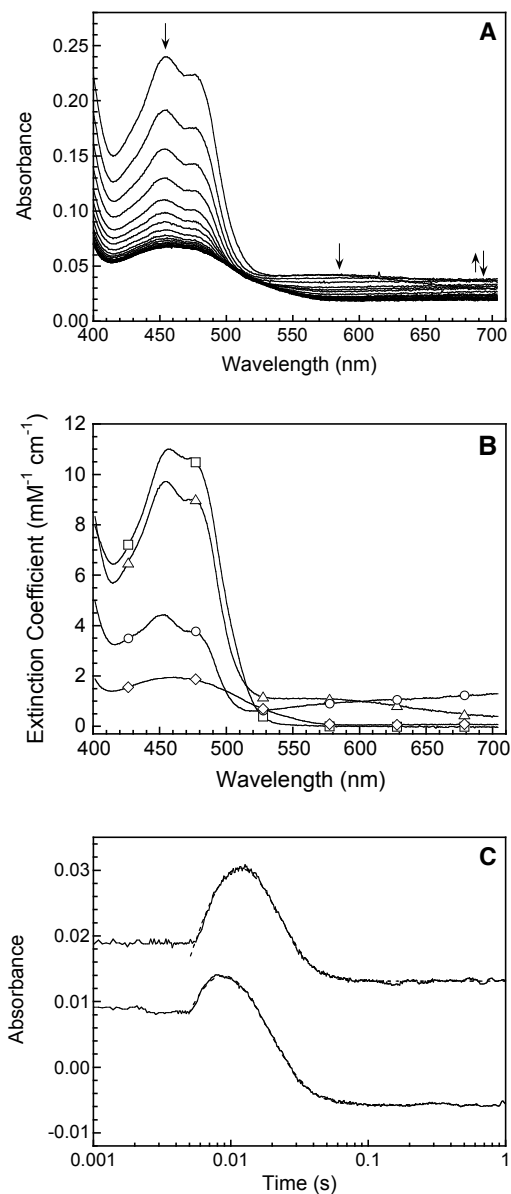 A
0.25
0.20
0.15
0.10
0.05
0.00
Absorbance
400 450 500 550 600 650 700
Wavelength (nm)
B
12
10
8
6
4
2
0
Extinction Coefficient (mM⁻¹ cm⁻¹)
400 450 500 550 600 650 700
Wavelength (nm)
C
0.03
0.02
0.01
0.00
-0.01
Absorbance
0.001 0.01 0.1 1
Time (s)